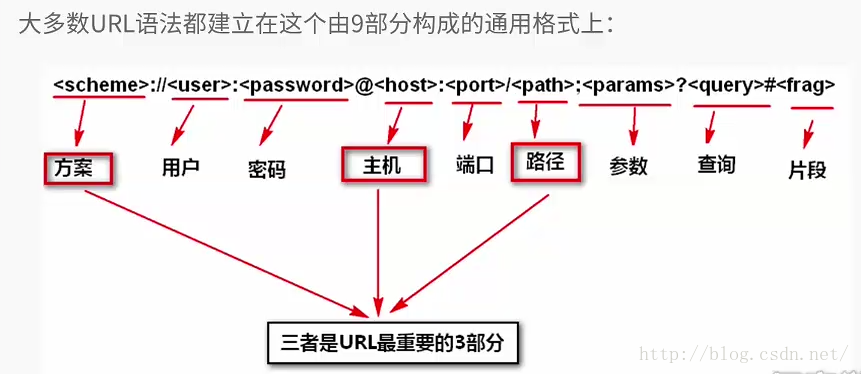 大多数URL语法都建立在这个由9部分构成的通用格式上：
<scheme>://<user>:<password>@<host>:<port>/<path>;<params>?<query>#<frag>
方案 用户 密码 主机 端口 路径 参数 查询 片段
三者是URL最重要的3部分
http://blog.csdn.net/